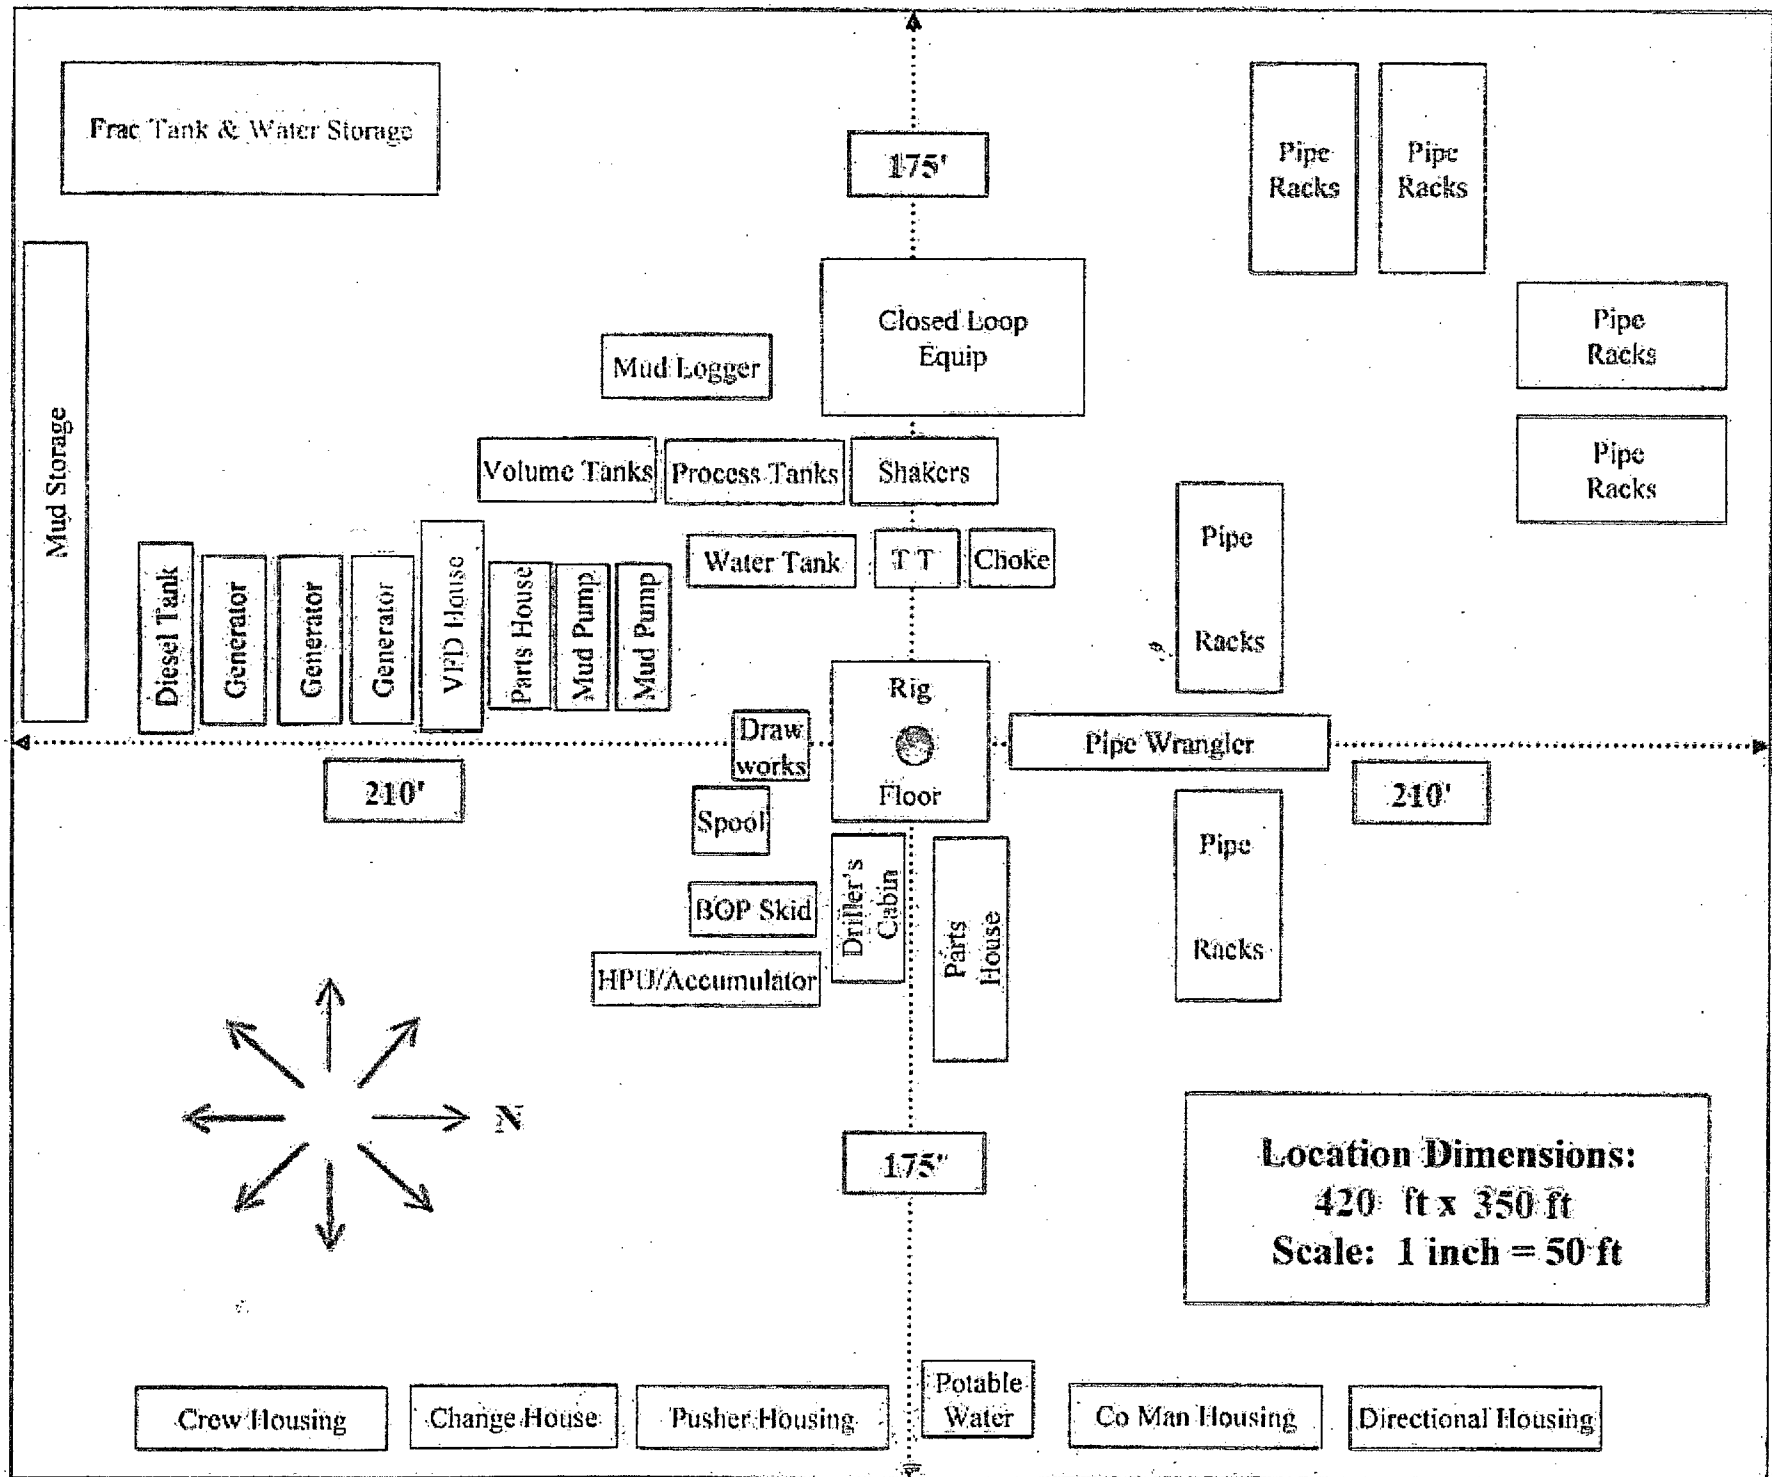 Frac Tank & Water Storage
175'
Pipe
Racks
Pipe
Racks
Closed Loop
Equip
Pipe
Racks
Mud Logger
Pipe
Racks
Mud Storage
Volume Tanks
Process Tanks
Shakers
Pipe
Racks
Water Tank
T T
Choke
Diesel Tank
Generator
Generator
Generator
VFD House
Parts House
Mud Pump
Mud Pump
Rig
Floor
Draw
works
Pipe Wrangler
210'
210'
Spool
Pipe
Racks
BOP Skid
Driller's
Cabin
Parts
House
HPU/Accumulator
N
175'
Location Dimensions:
420 ft x 350 ft
Scale: 1 inch = 50 ft
Crew Housing
Change House
Pusher Housing
Potable
Water
Co Man Housing
Directional Housing